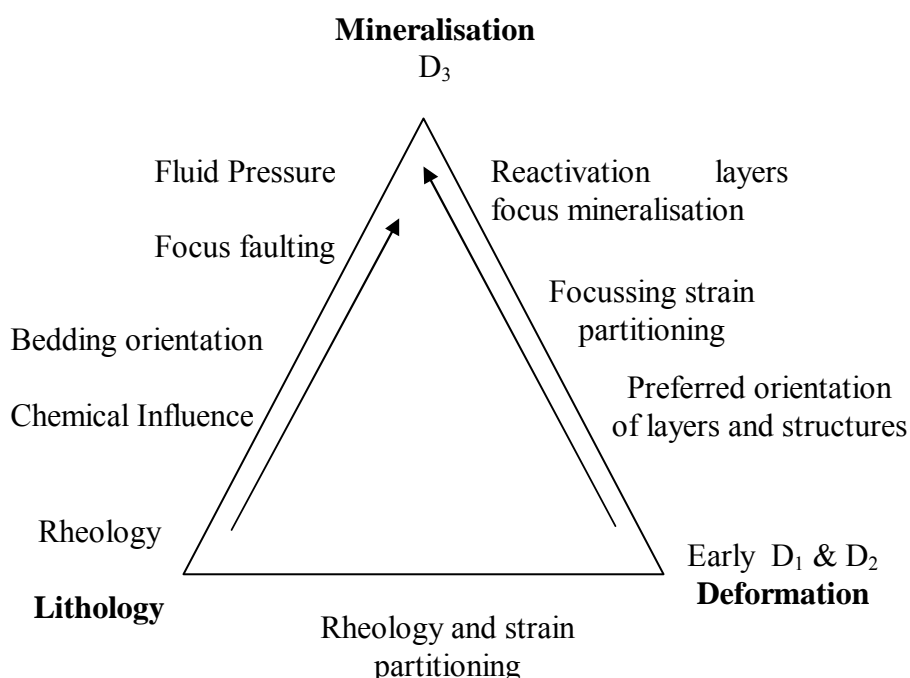 Mineralisation
D₃
Fluid Pressure
Reactivation layers
focus mineralisation
Focus faulting
Focussing strain
partitioning
Bedding orientation
Preferred orientation
of layers and structures
Chemical Influence
Rheology
Early D₁ & D₂
Lithology
Deformation
Rheology and strain
partitioning